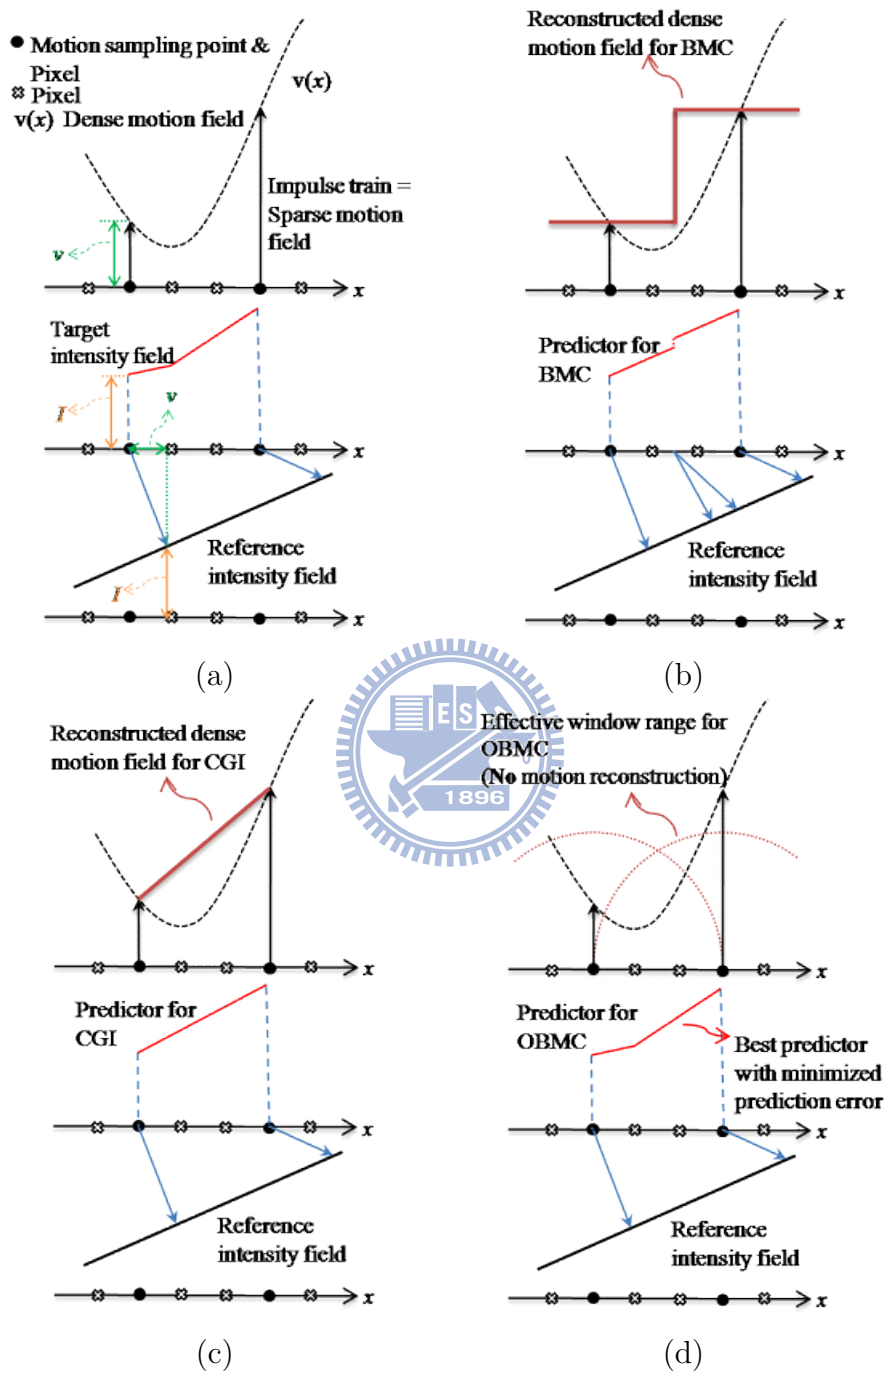 Motion sampling point &
Pixel
Pixel
v(x) Dense motion field
v(x)
Impulse train =
Sparse motion
field
v
x
Target
intensity field
I
v
x
Reference
intensity field
I
x
(a)
Reconstructed dense
motion field for BMC
x
Predictor for
BMC
x
Reference
intensity field
x
(b)
Reconstructed dense
motion field for CGI
x
Predictor for
CGI
x
Reference
intensity field
x
(c)
Effective window range for
OBMC
(No motion reconstruction)
x
Predictor for
OBMC
Best predictor
with minimized
prediction error
x
Reference
intensity field
x
(d)
E S
1896